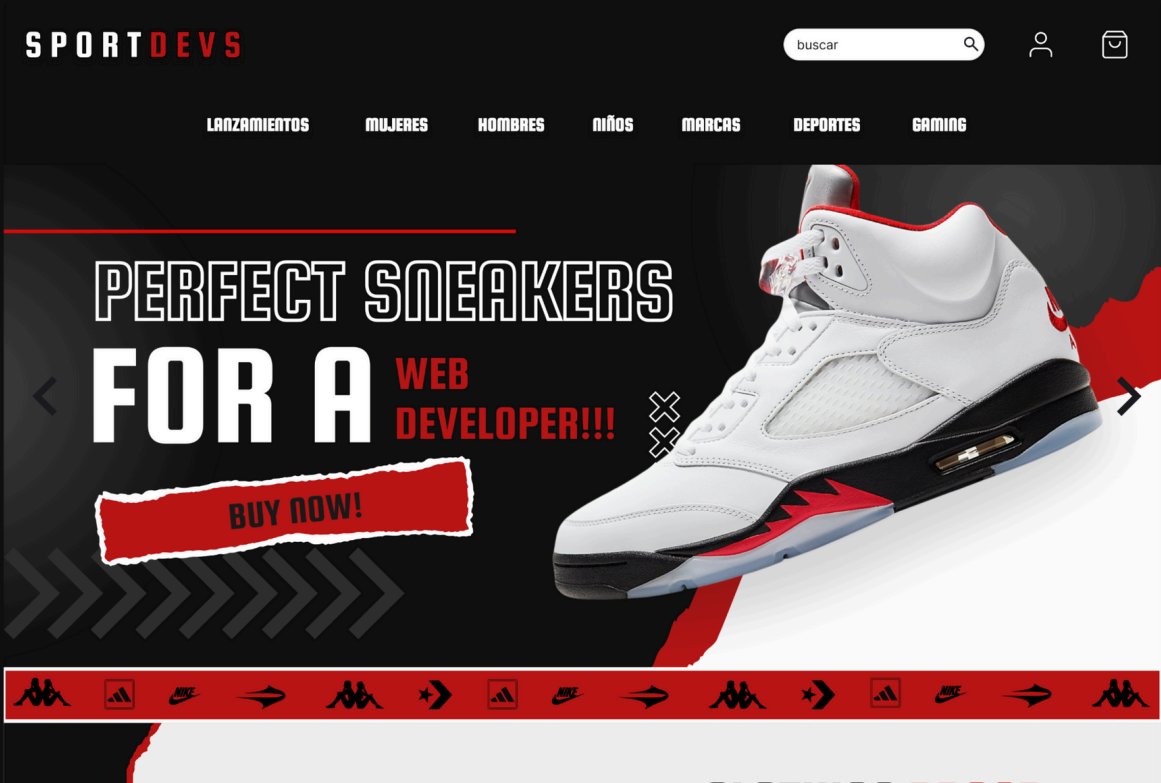 SPORTDEVS
buscar
LANZAMIENTOS MUJERES HOMBRES NIÑOS MARCAS DEPORTES GAMING
PERFECT SNEAKERS
FOR A
WEB
DEVELOPER!!!
BUY NOW!
NIKE NIKE NIKE